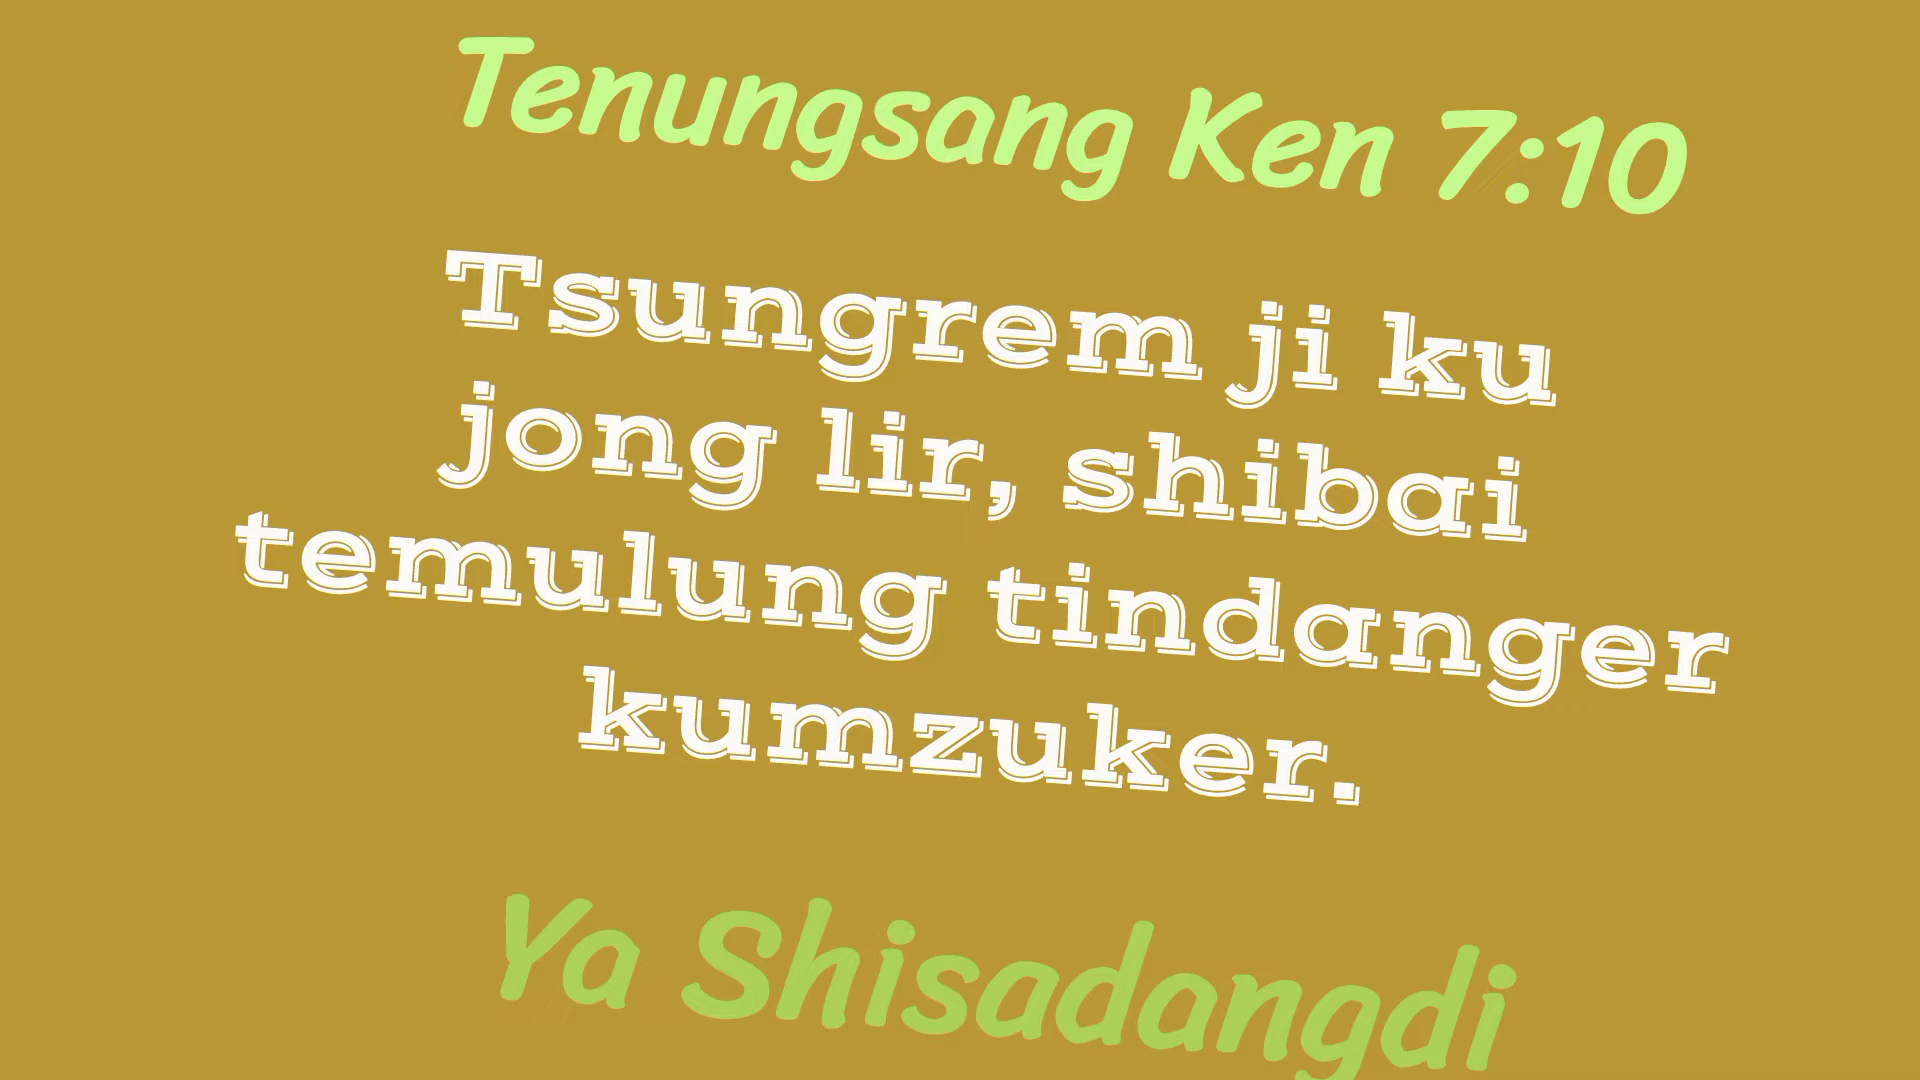 Tenungsang Ken 7:10
Tsungrem ji ku
jong lir, shibai
temulung tindanger
kumzuker.
Ya Shisadangdi